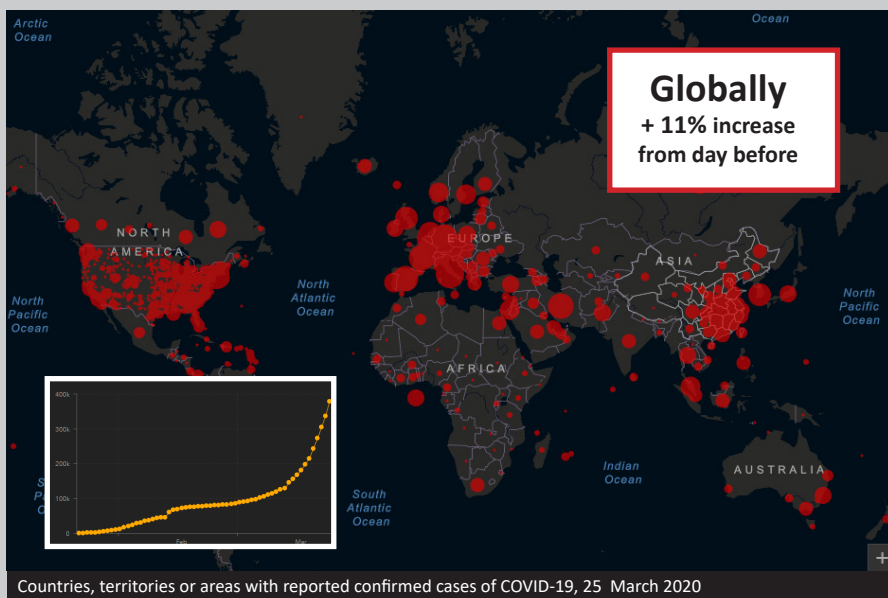 Arctic
Ocean
Ocean
Globally
+ 11% increase
from day before
NORTH
AMERICA
EUROPE
ASIA
North
Pacific
Ocean
North
Atlantic
Ocean
North
Pacific
Ocean
AFRICA
400k
300k
200k
100k
0
Feb
Mar
South
Atlantic
Ocean
Indian
Ocean
AUSTRALIA
+
Countries, territories or areas with reported confirmed cases of COVID-19, 25 March 2020